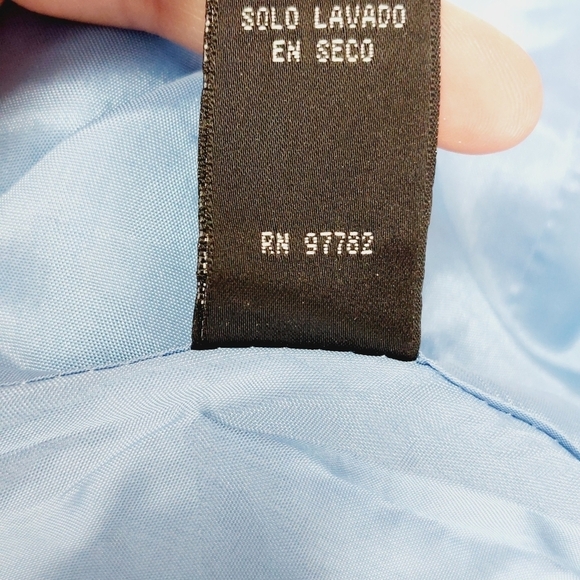 SOLO LAVADO
EN SECO
RN 97782